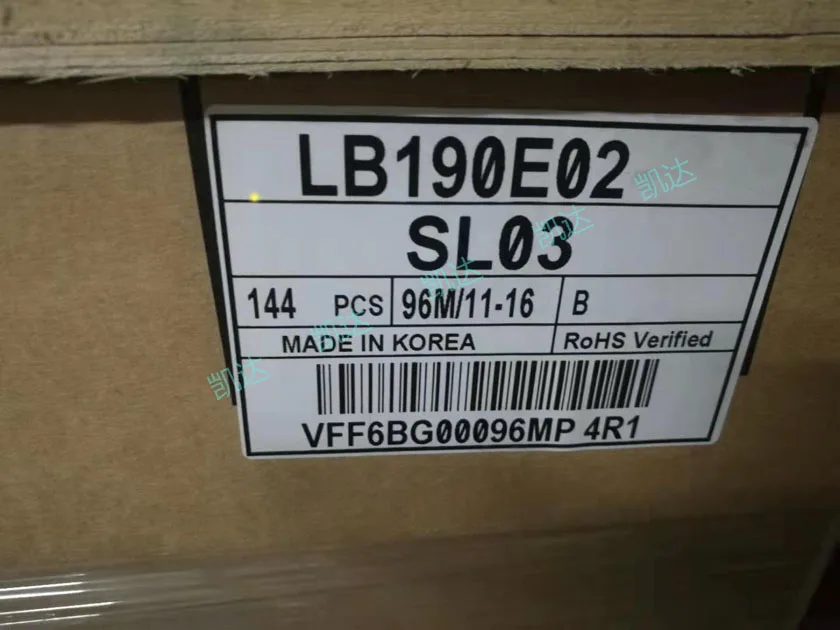 LB190E02
SL03
144 PCS 96M/11-16 B
MADE IN KOREA RoHS Verified
VFF6BG00096MP 4R1
凯达 凯达 凯达 凯达 凯达